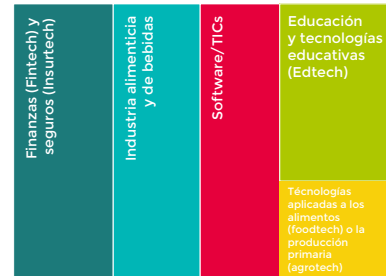 Finanzas (Fintech) y
seguros (Insurtech)
Industria alimenticia
y de bebidas
Software/TICs
Educación
y tecnologías
educativas
(Edtech)
Técnologías
aplicadas a los
alimentos
(foodtech) o la
producción
primaria
(agrotech)